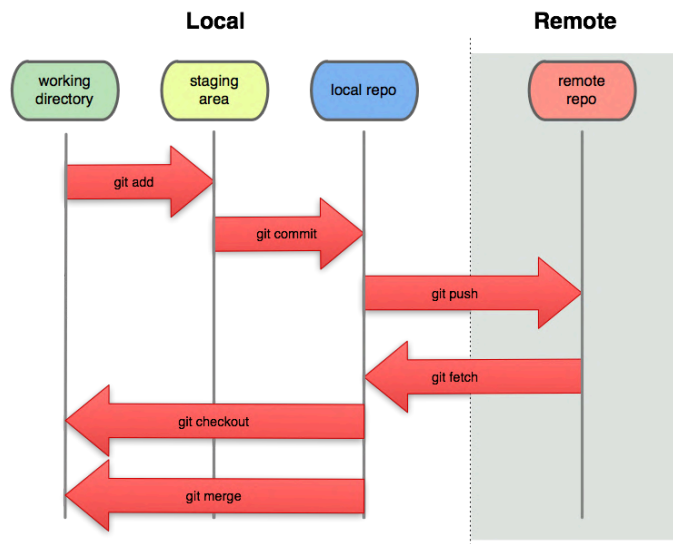 Local
Remote
working
directory
staging
area
local repo
remote
repo
git add
git commit
git push
git fetch
git checkout
git merge